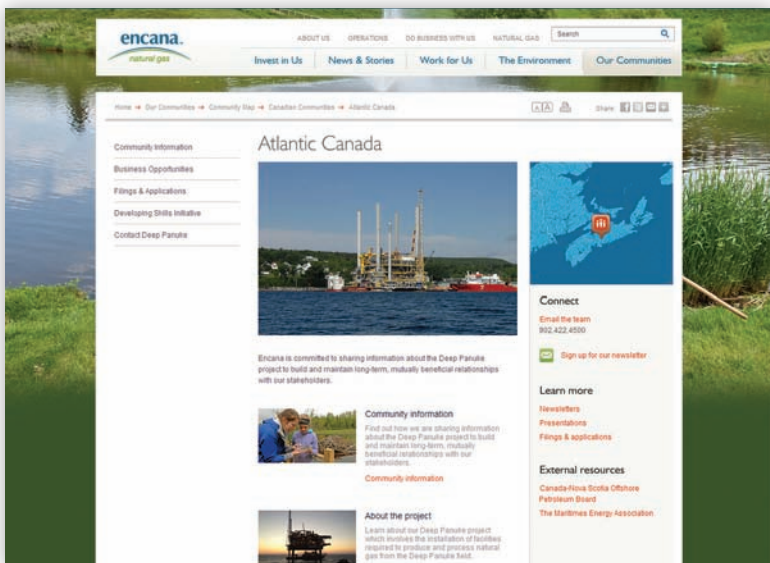 encana™
natural gas
ABOUT US OPERATIONS DO BUSINESS WITH US NATURAL GAS Search
Invest in Us News & Stories Work for Us The Environment Our Communities
Home → Our Communities → Community Map → Canadian Communities → Atlantic Canada
A A Share
Community Information
Business Opportunities
Filings & Applications
Developing Skills Initiative
Contact Deep Panuke
Atlantic Canada
Encana is committed to sharing information about the Deep Panuke
project to build and maintain long-term, mutually beneficial relationships
with our stakeholders.
Community information
Find out how we are sharing information
about the Deep Panuke project to build
and maintain long-term, mutually
beneficial relationships with our
stakeholders.
Community information
About the project
Learn about our Deep Panuke project
which involves the installation of facilities
required to produce and process natural
gas from the Deep Panuke field.
Connect
Email the team
902.422.4500
Sign up for our newsletter
Learn more
Newsletters
Presentations
Filings & applications
External resources
Canada-Nova Scotia Offshore
Petroleum Board
The Maritimes Energy Association